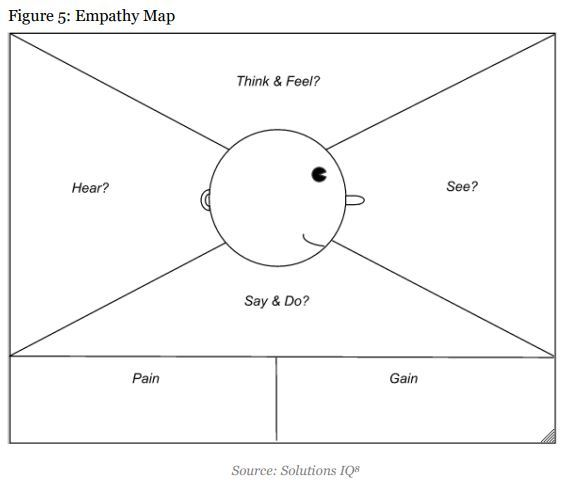 Figure 5: Empathy Map
Think & Feel?
Hear?
See?
Say & Do?
Pain
Gain
Source: Solutions IQ⁸